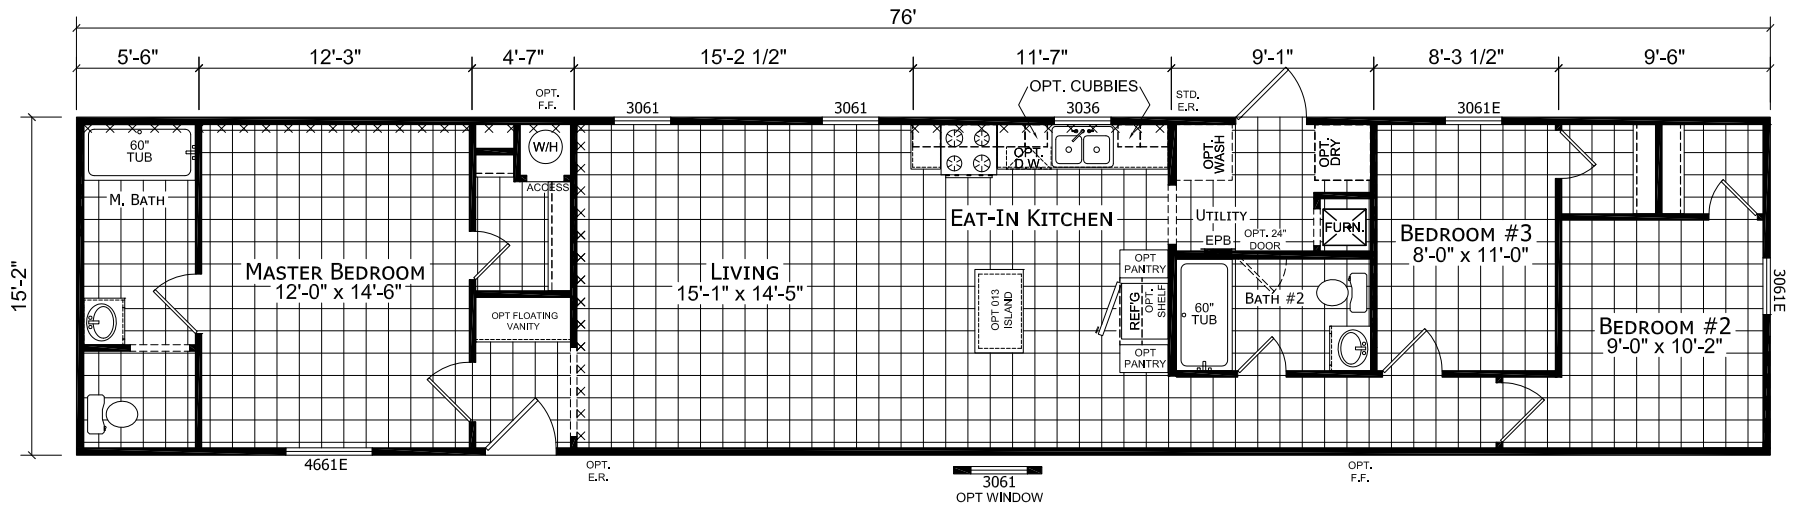 76'
5'-6"
12'-3"
4'-7"
15'-2 1/2"
11'-7"
9'-1"
8'-3 1/2"
9'-6"
OPT.
F.F.
3061
3061
OPT. CUBBIES
3036
STD.
E.R.
3061E
15'-2"
60"
TUB
M. BATH
MASTER BEDROOM
12'-0" x 14'-6"
W/H
ACCESS
OPT FLOATING
VANITY
LIVING
15'-1" x 14'-5"
OPT.
D.W.
EAT-IN KITCHEN
OPT 013
ISLAND
OPT
PANTRY
REF'G
OPT.
SHELF
OPT
PANTRY
OPT.
WASH
OPT.
DRY
UTILITY
EPB
OPT. 24"
DOOR
FURN.
60"
TUB
BATH #2
BEDROOM #3
8'-0" x 11'-0"
BEDROOM #2
9'-0" x 10'-2"
3061E
4661E
OPT.
E.R.
3061
OPT WINDOW
OPT.
F.F.